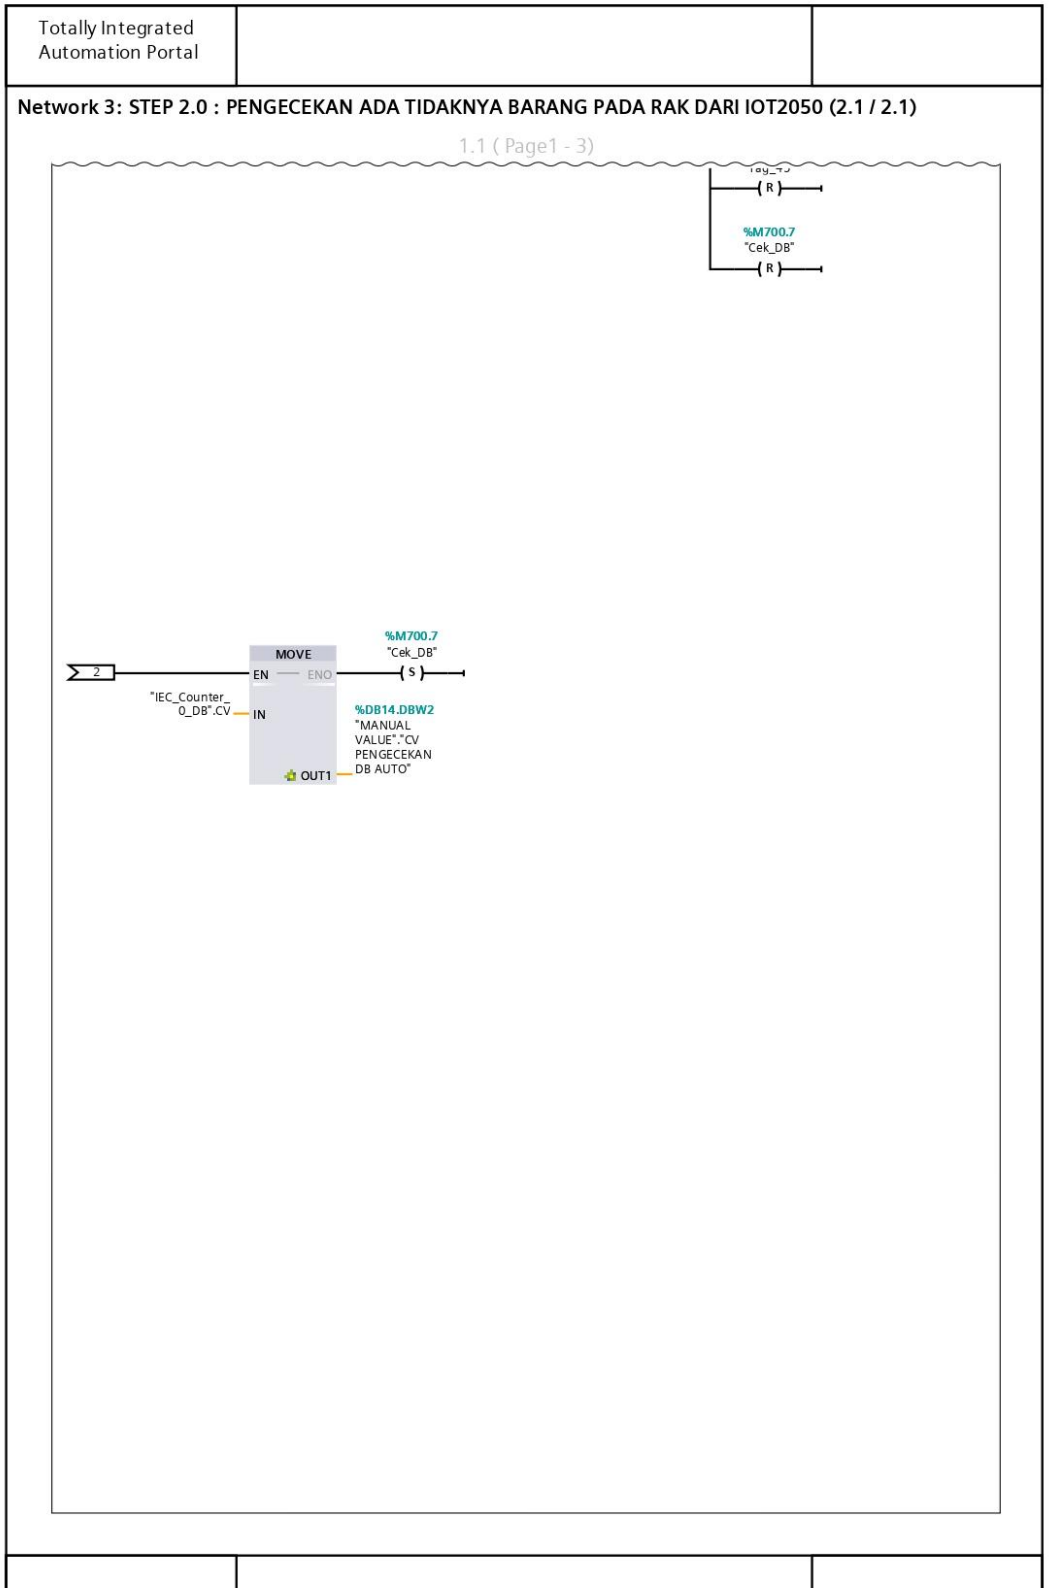 Totally Integrated
Automation Portal
Network 3: STEP 2.0 : PENGECEKAN ADA TIDAKNYA BARANG PADA RAK DARI IOT2050 (2.1 / 2.1)
1.1 ( Page1 - 3)
( R )
%M700.7
"Cek_DB"
( R )
%M700.7
"Cek_DB"
( S )
2
MOVE
EN
ENO
"IEC_Counter_
0_DB".CV
IN
%DB14.DBW2
"MANUAL
VALUE"."CV
PENGECEKAN
DB AUTO"
OUT1